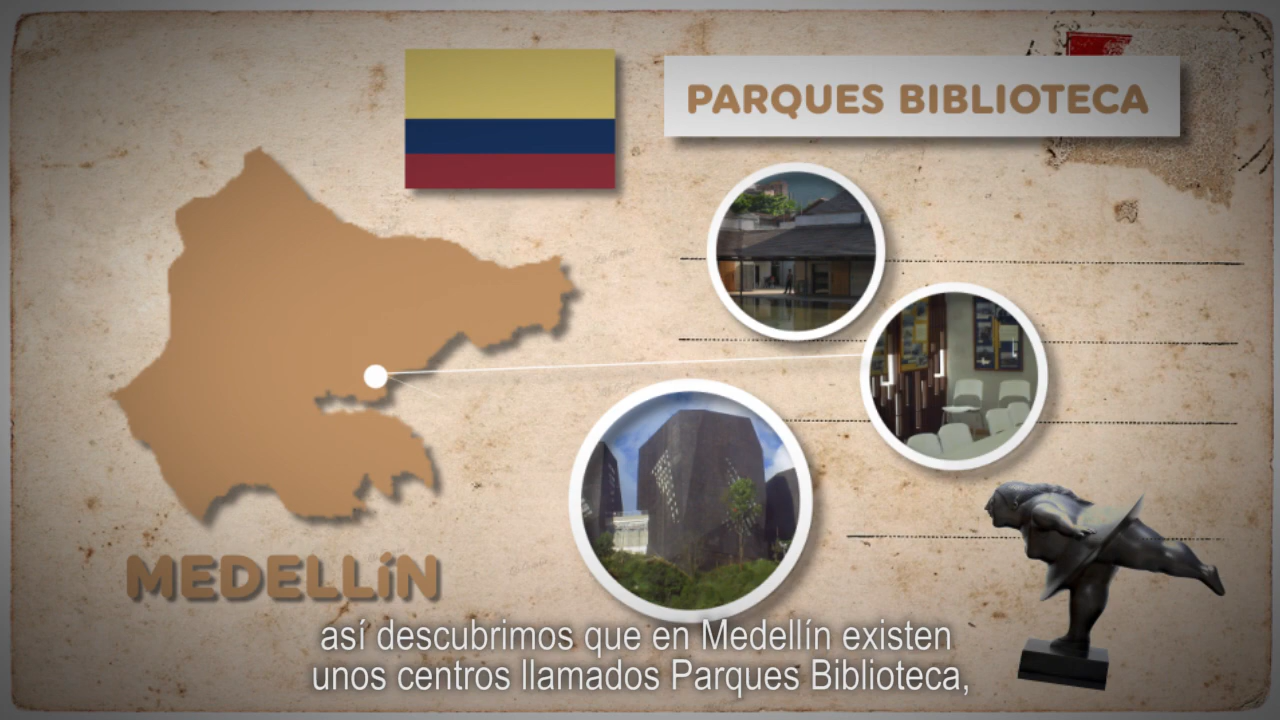 PARQUES BIBLIOTECA
MEDELLÍN
así descubrimos que en Medellín existen
unos centros llamados Parques Biblioteca,